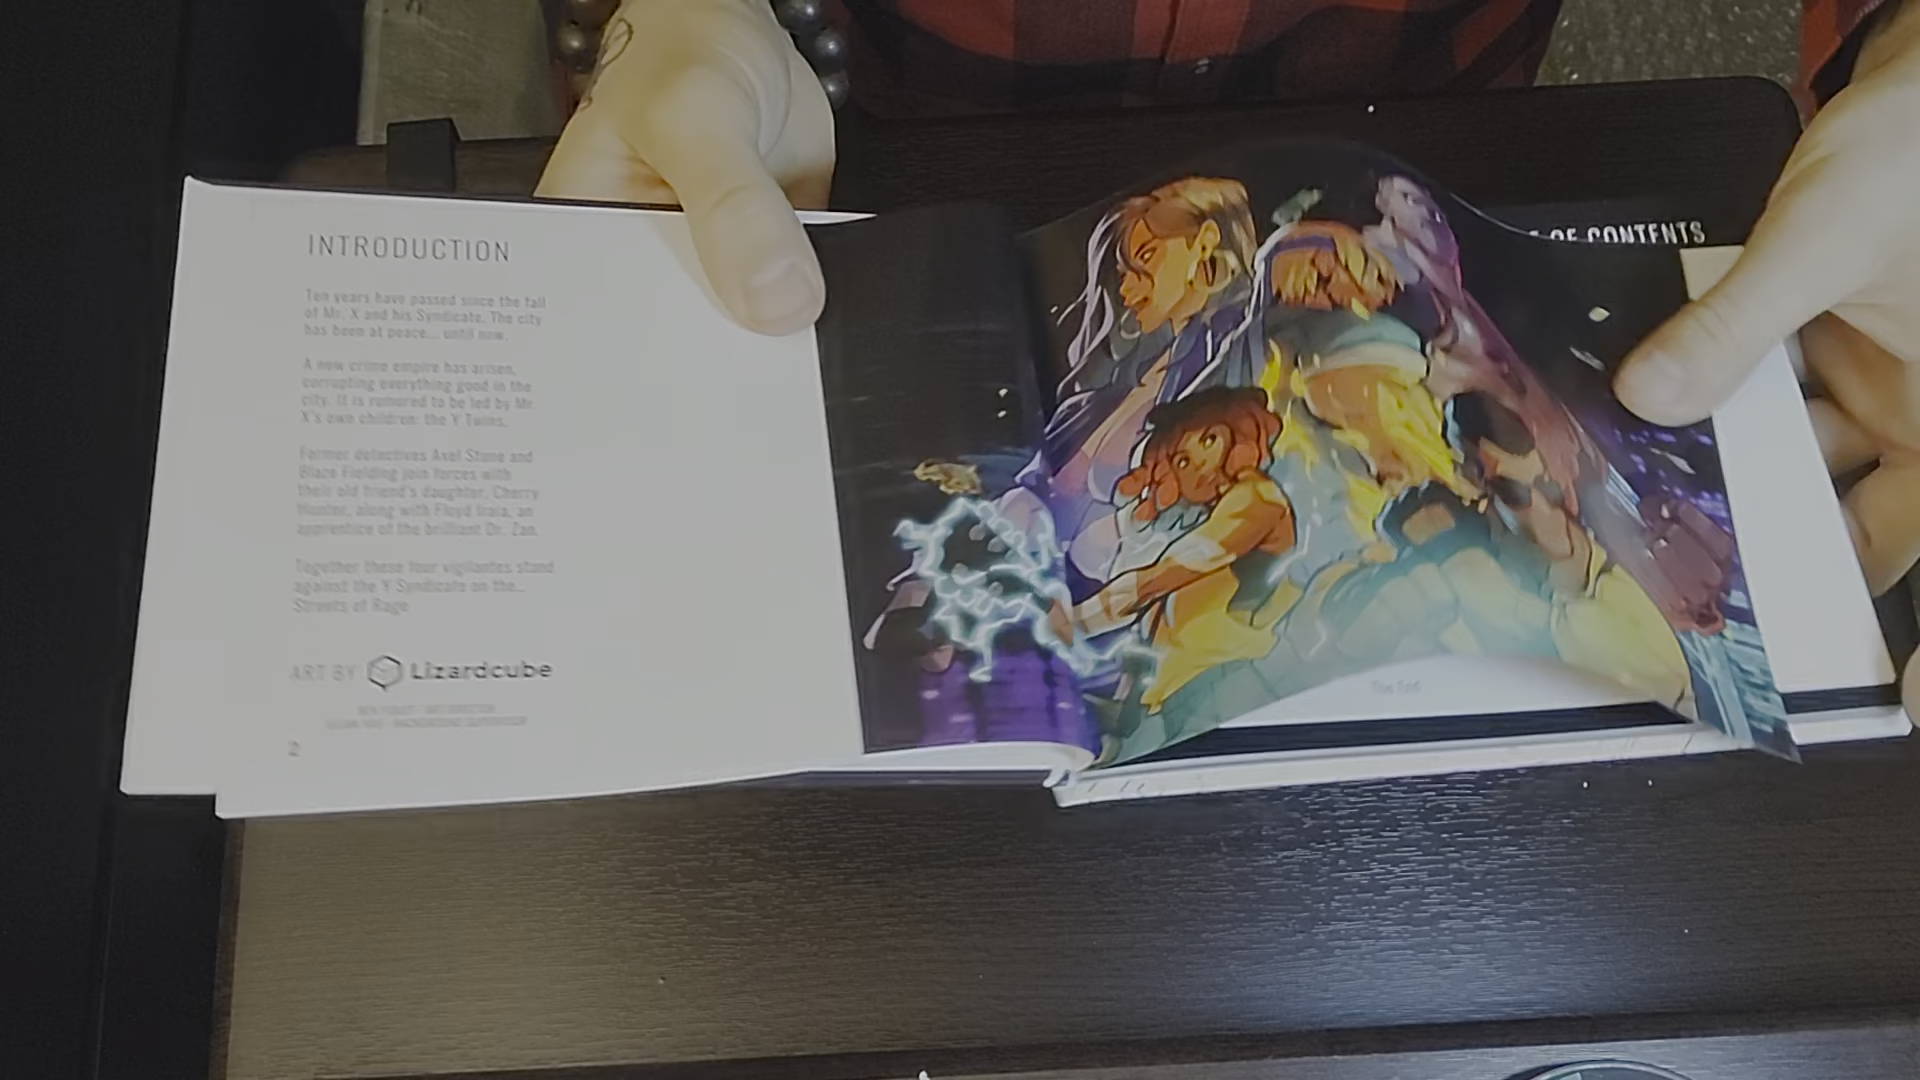 INTRODUCTION
Ten years have passed since the fall
of Mr. X and his Syndicate. The city
has been at peace... until now.
A new crime empire has arisen,
corrupting everything good in the
city. It is rumored to be led by Mr.
X's own children: the Y Twins.
Former detectives Axel Stone and
Blaze Fielding join forces with
their old friend's daughter, Cherry
Hunter, along with Floyd Iraia, an
apprentice of the brilliant Dr. Zan.
Together these four vigilantes stand
against the Y Syndicate on the...
Streets of Rage
ART BY Lizardcube
2
OF CONTENTS